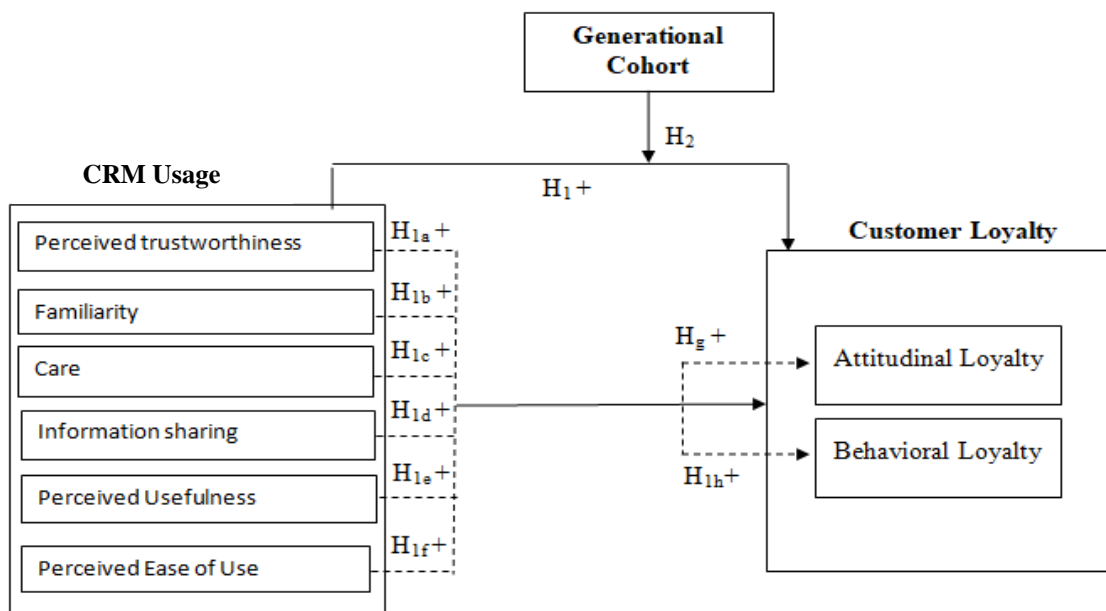 Generational
Cohort
H2
CRM Usage
H1+
Perceived trustworthiness
H1a+
Customer Loyalty
Familiarity
H1b+
Care
H1c+
Hg+
Attitudinal Loyalty
Information sharing
H1d+
Behavioral Loyalty
Perceived Usefulness
H1e+
H1h+
Perceived Ease of Use
H1f+